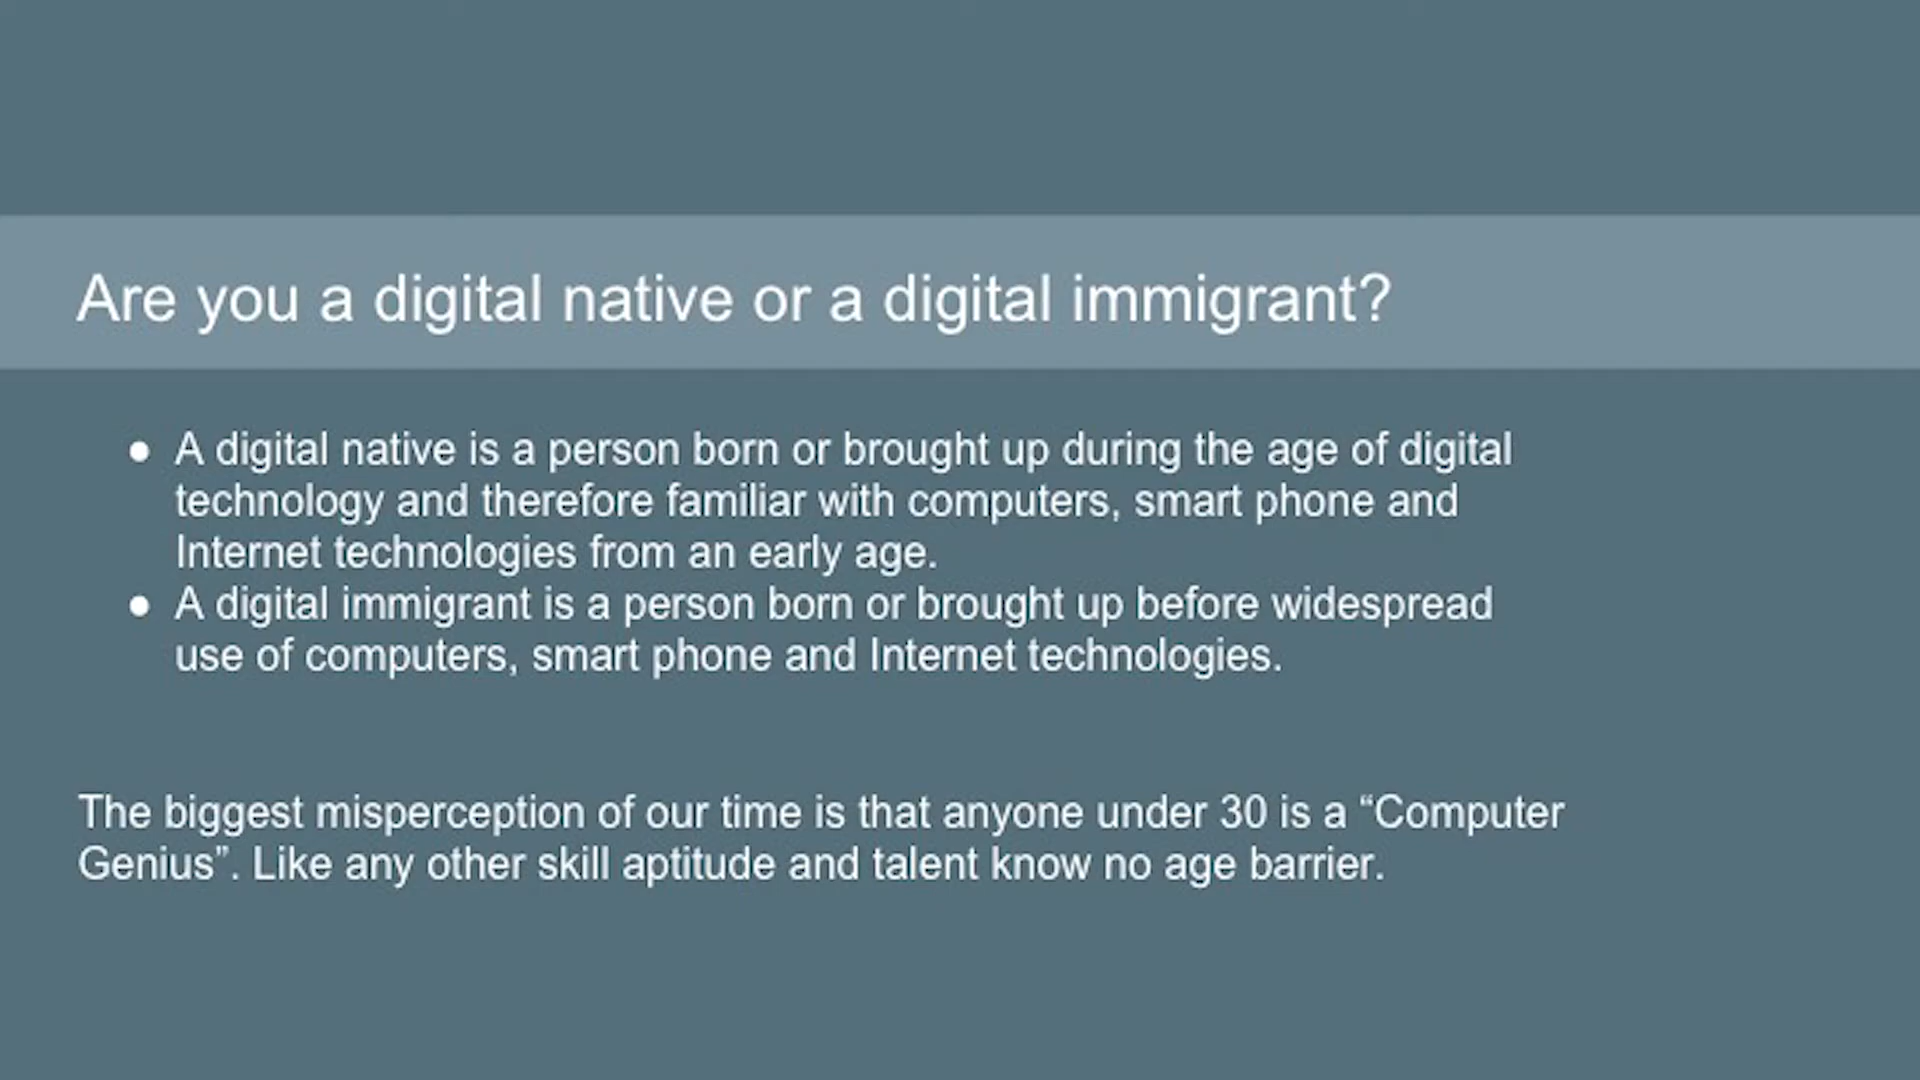 Are you a digital native or a digital immigrant?
● A digital native is a person born or brought up during the age of digital
technology and therefore familiar with computers, smart phone and
Internet technologies from an early age.
● A digital immigrant is a person born or brought up before widespread
use of computers, smart phone and Internet technologies.
The biggest misperception of our time is that anyone under 30 is a “Computer
Genius”. Like any other skill aptitude and talent know no age barrier.